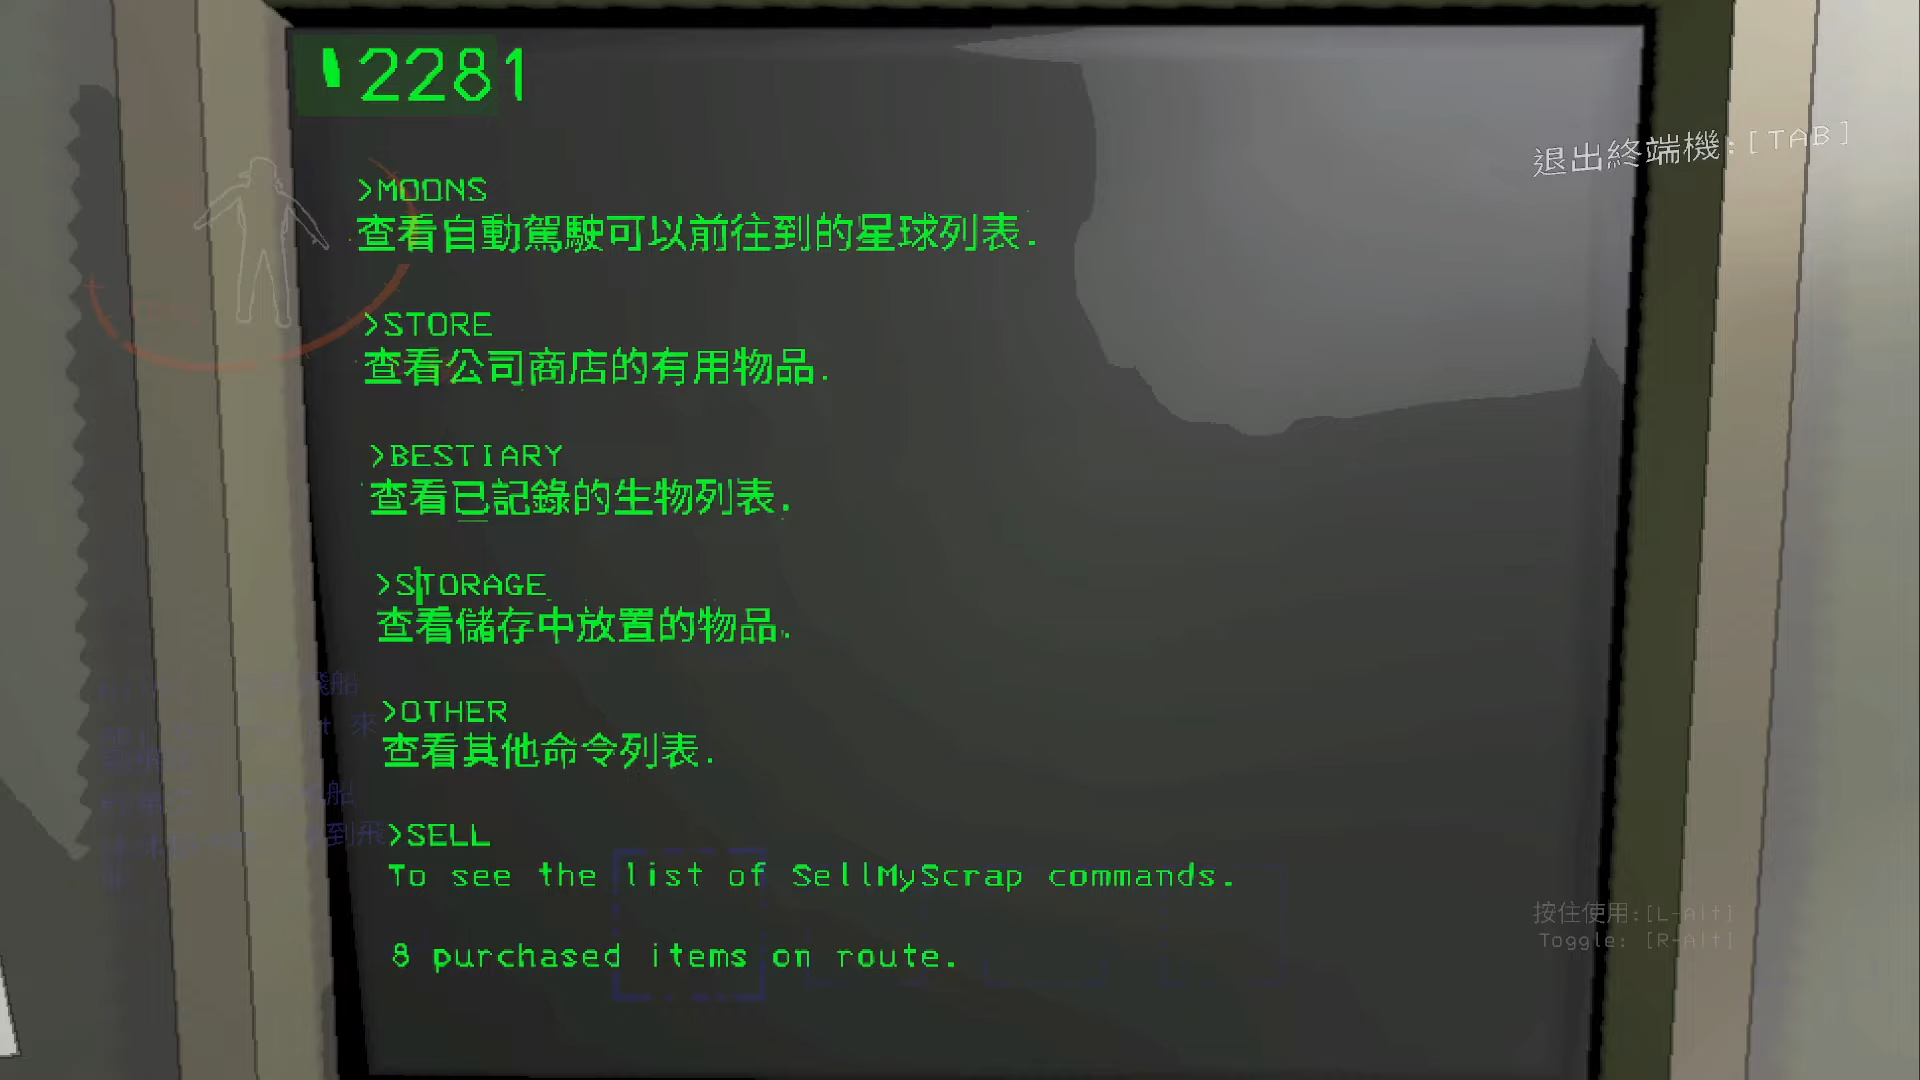 2281
退出終端機:[TAB]
>MOONS
查看自動駕駛可以前往到的星球列表.
>STORE
查看公司商店的有用物品.
>BESTIARY
查看已記錄的生物列表.
>STORAGE
查看儲存中放置的物品.
>OTHER
查看其他命令列表.
>SELL
To see the list of SellMyScrap commands.
8 purchased items on route.
按住使用:[L-Alt]
Toggle: [R-Alt]